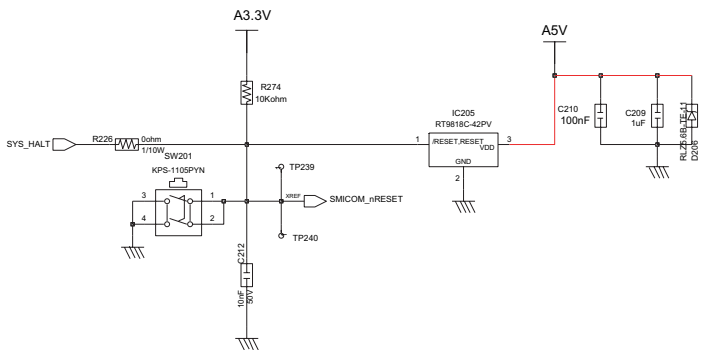 A3.3V
A5V
R274
10Kohm
IC205
RT9818C-42PV
C210
100nF
C209
1uF
RLZ5.6B-TE-11
D206
SYS_HALT
R226
0ohm
1/10W
1
/RESET,RESET
VDD
3
GND
2
SW201
KPS-1105PYN
TP239
3
1
XREF
SMICOM_nRESET
4
2
TP240
C212
10nF
50V